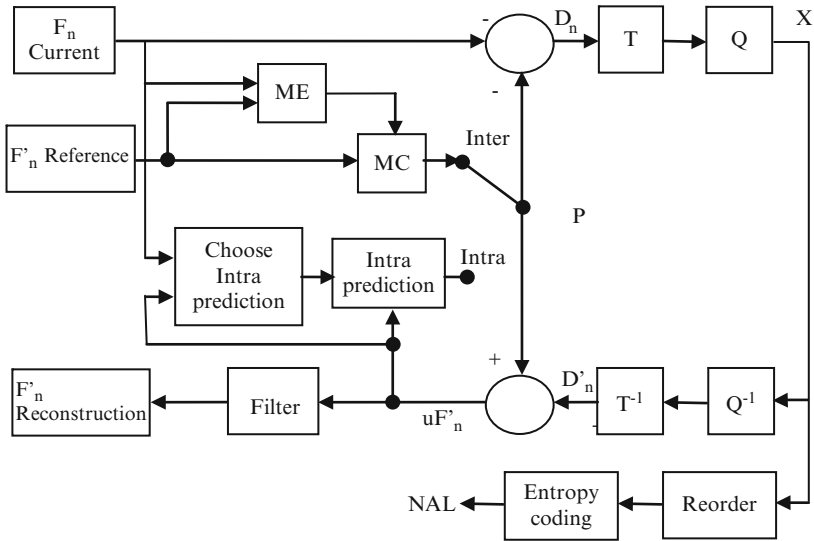 Fn
Current
-
Dn
T
Q
X
ME
-
F'n Reference
MC
Inter
P
Choose
Intra
prediction
Intra
prediction
Intra
+
F'n
Reconstruction
Filter
uF'n
D'n
-
T-1
Q-1
NAL
Entropy
coding
Reorder